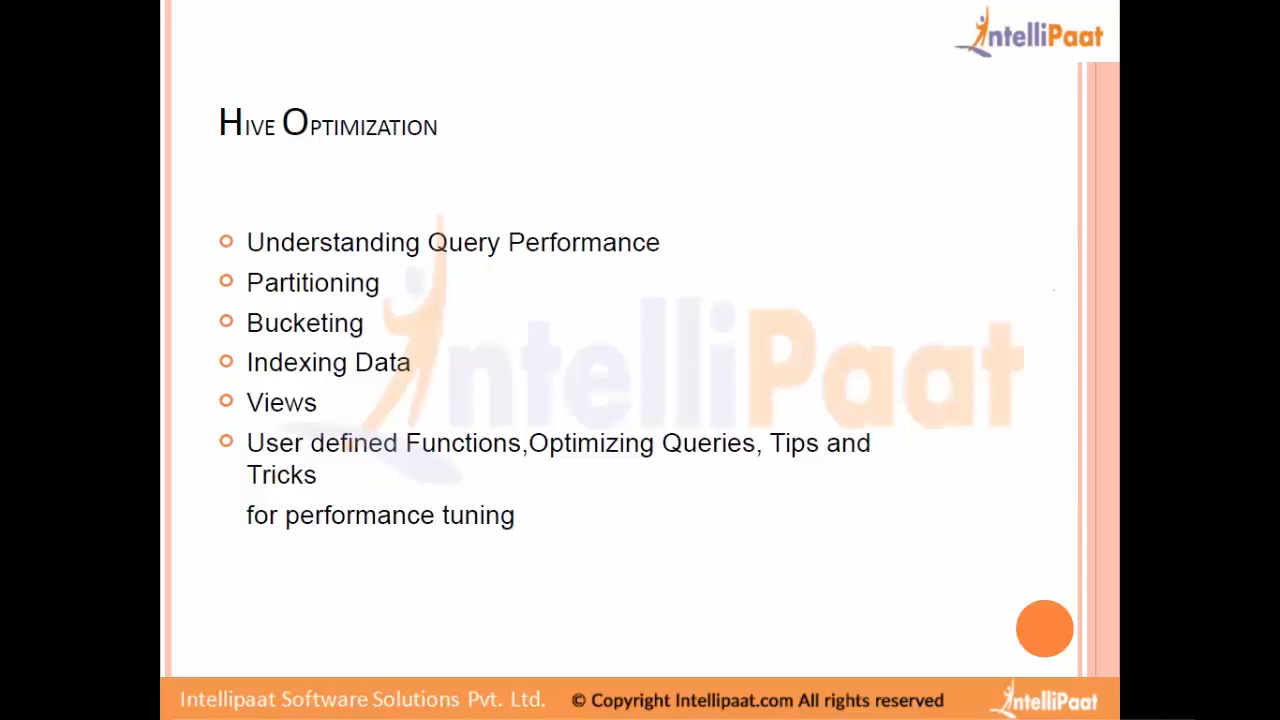 IntelliPaat
HIVE OPTIMIZATION
Understanding Query Performance
Partitioning
Bucketing
Indexing Data
Views
User defined Functions,Optimizing Queries, Tips and
Tricks
for performance tuning
IntelliPaat
Intellipaat Software Solutions Pvt. Ltd. © Copyright Intellipaat.com All rights reserved IntelliPaat